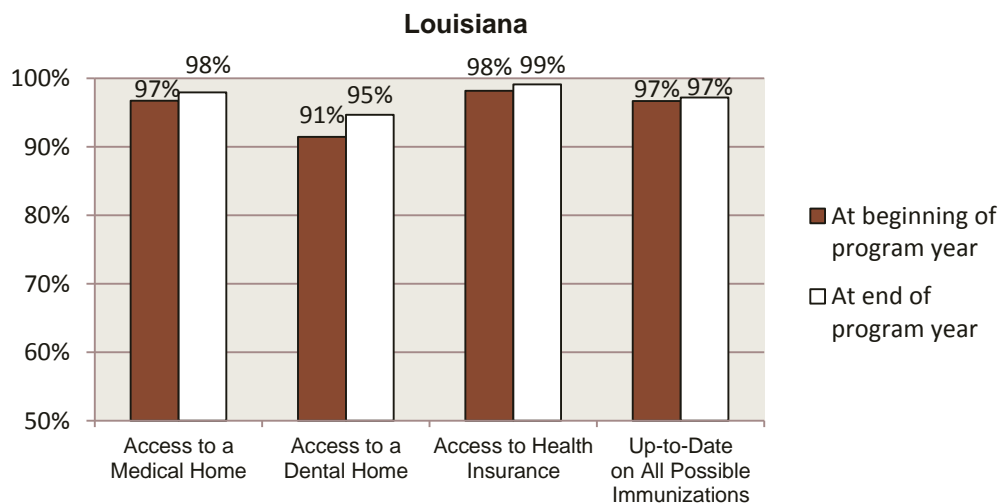 Louisiana
100%
90%
80%
70%
60%
50%
97%
98%
91%
95%
98%
99%
97%
97%
Access to a
Medical Home
Access to a
Dental Home
Access to Health
Insurance
Up-to-Date
on All Possible
Immunizations
At beginning of
program year
At end of
program year